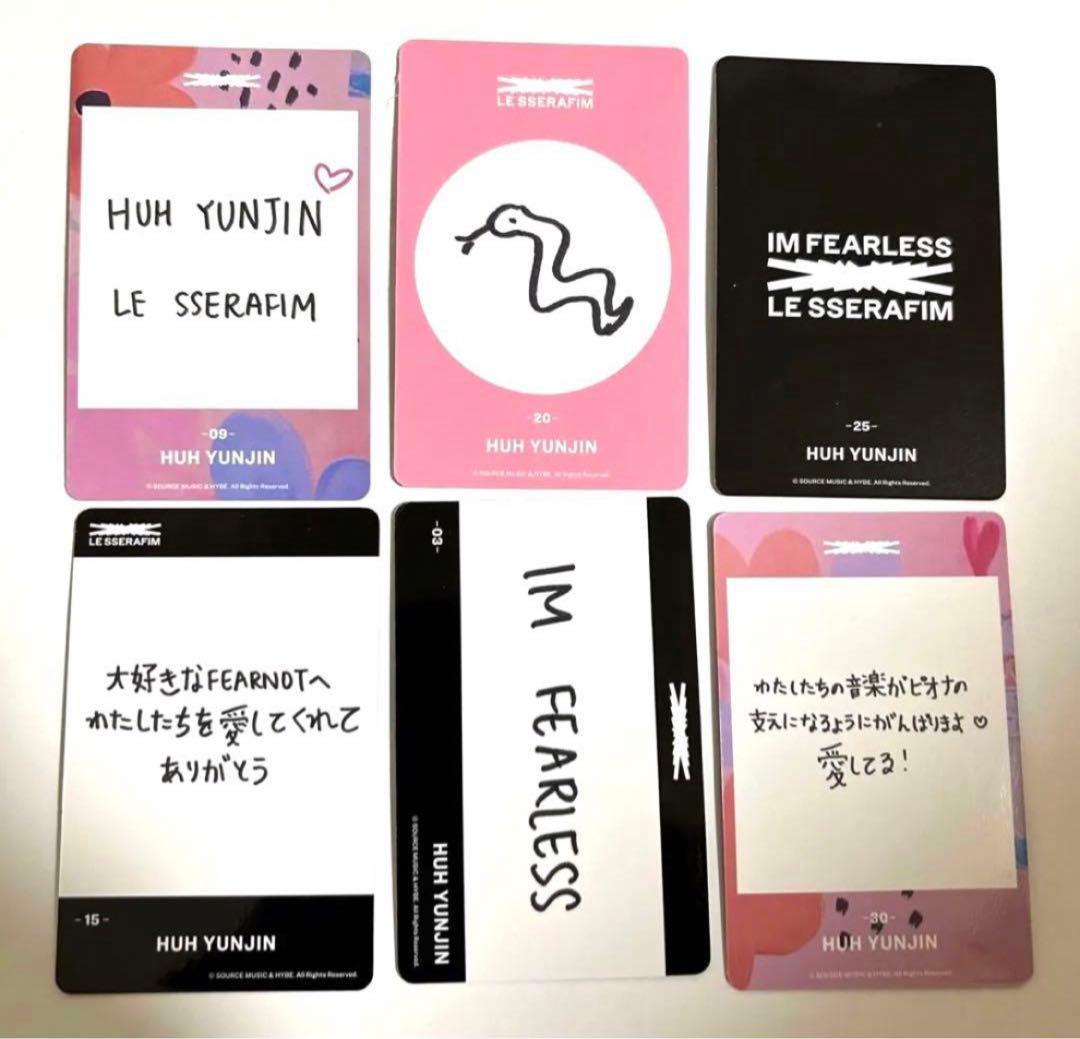 HUH YUNJIN
LE SSERAFIM
-09-
HUH YUNJIN
© SOURCE MUSIC & HYBE. All Rights Reserved.
LE SSERAFIM
-20-
HUH YUNJIN
© SOURCE MUSIC & HYBE. All Rights Reserved.
IM FEARLESS
LE SSERAFIM
-25-
HUH YUNJIN
© SOURCE MUSIC & HYBE. All Rights Reserved.
LE SSERAFIM
大好きなFEARNOTへ
わたしたちを愛してくれて
ありがとう
-15-
HUH YUNJIN
© SOURCE MUSIC & HYBE. All Rights Reserved.
-03-
IM FEARLESS
HUH YUNJIN
© SOURCE MUSIC & HYBE. All Rights Reserved.
わたしたちの音楽がピオナの
支えになるようにがんばりきよ♡
愛してる!
-30-
HUH YUNJIN
© SOURCE MUSIC & HYBE. All Rights Reserved.